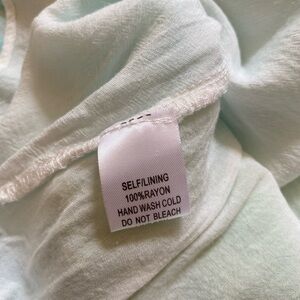 SELF/LINING
100%RAYON
HAND WASH COLD
DO NOT BLEACH